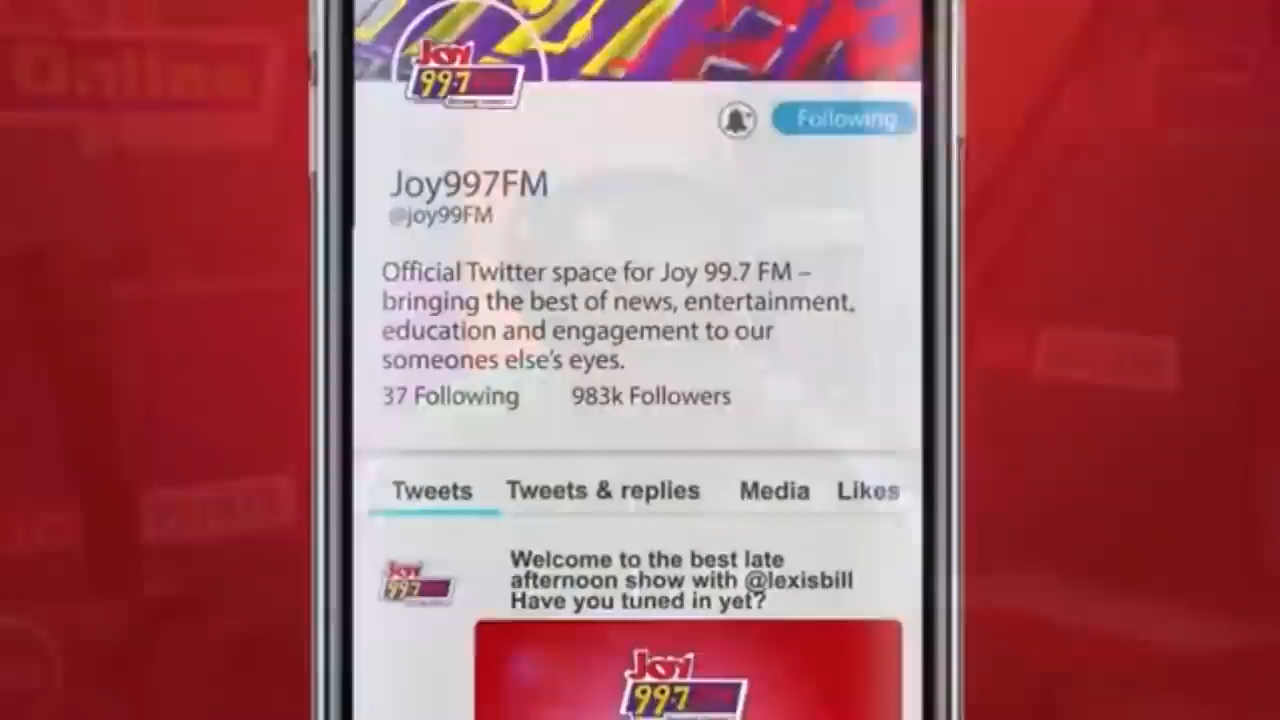 Joy
99.7
Following
Joy997FM
@joy99FM
Official Twitter space for Joy 99.7 FM –
bringing the best of news, entertainment,
education and engagement to our
someones else's eyes.
37 Following 983k Followers
Tweets Tweets & replies Media Likes
Joy
99.7
Welcome to the best late
afternoon show with @lexisbill
Have you tuned in yet?
Joy
99.7